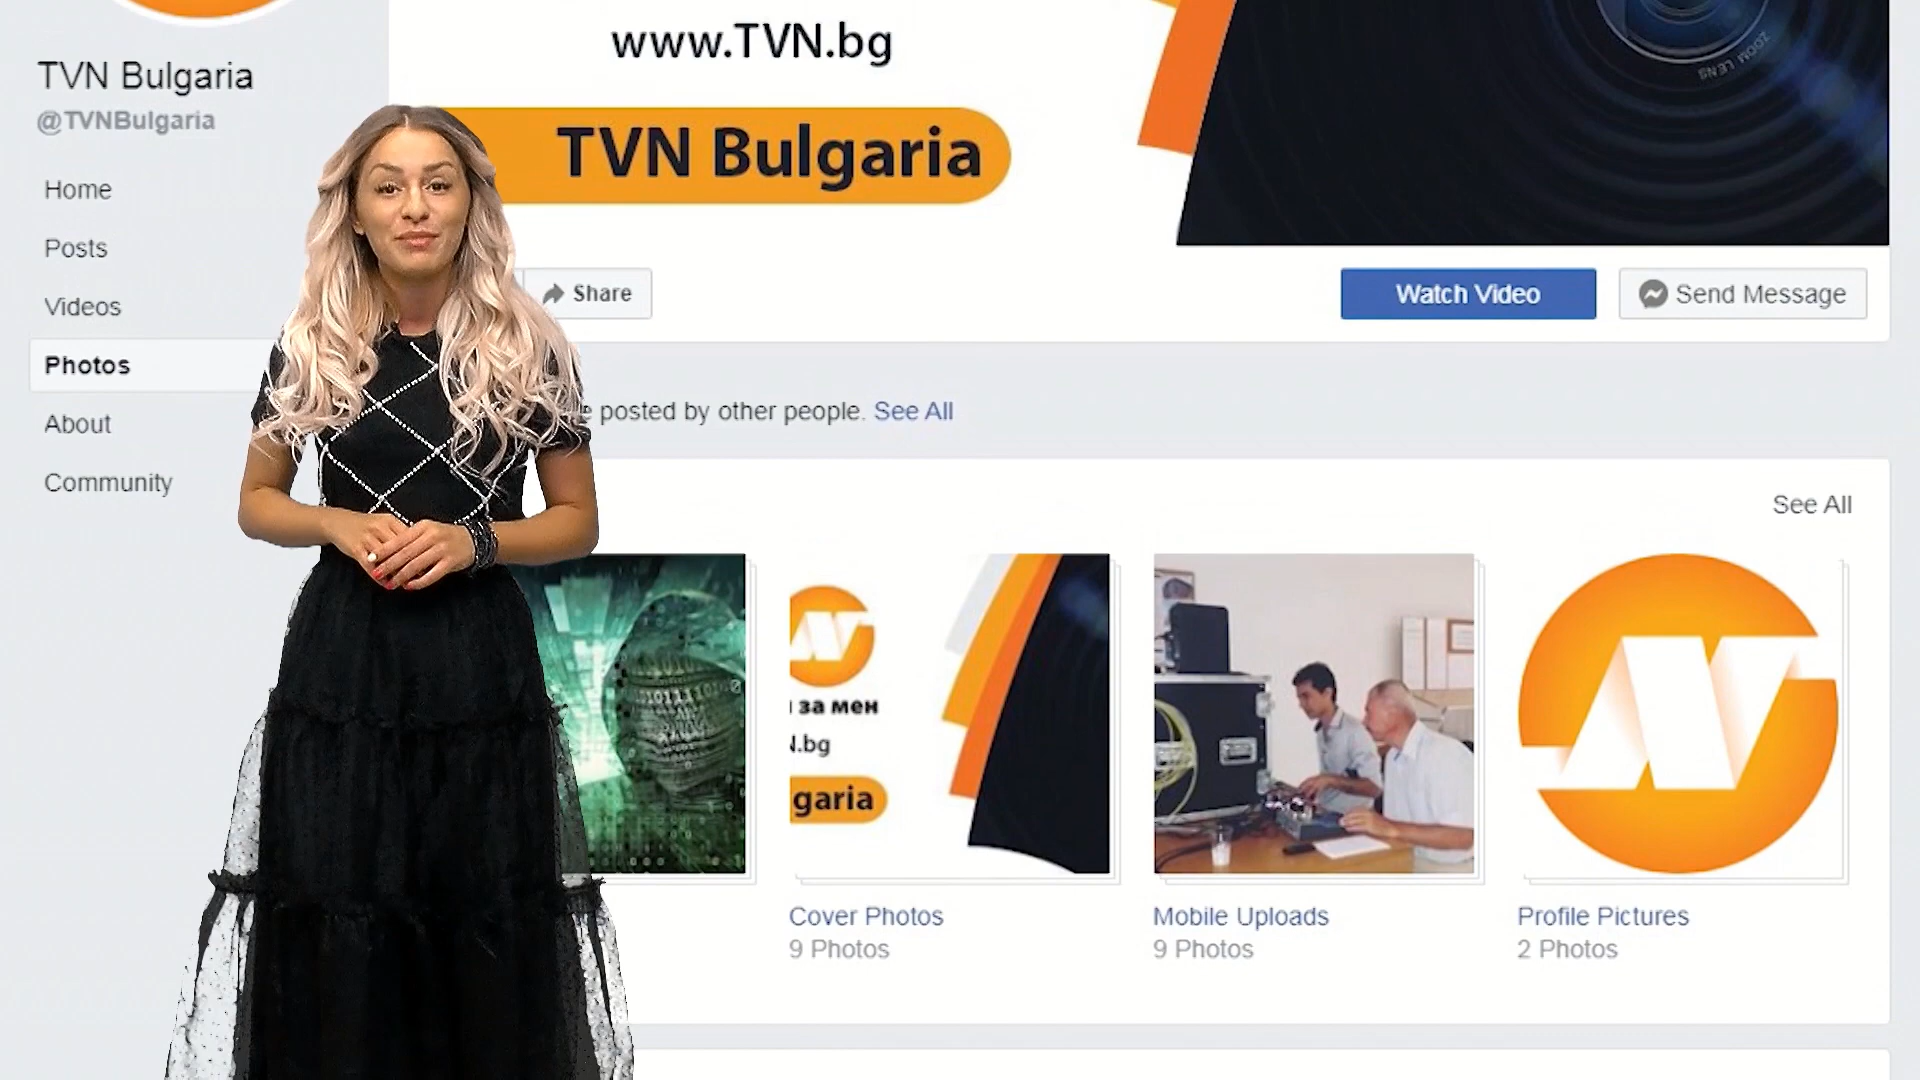 www.TVN.bg
TVN Bulgaria
ZOOM LENS
TVN Bulgaria
@TVNBulgaria
Home
Posts
Videos
Photos
About
Community
Share
Watch Video
Send Message
posted by other people. See All
See All
за мен
.bg
garia
Cover Photos
9 Photos
Mobile Uploads
9 Photos
Profile Pictures
2 Photos